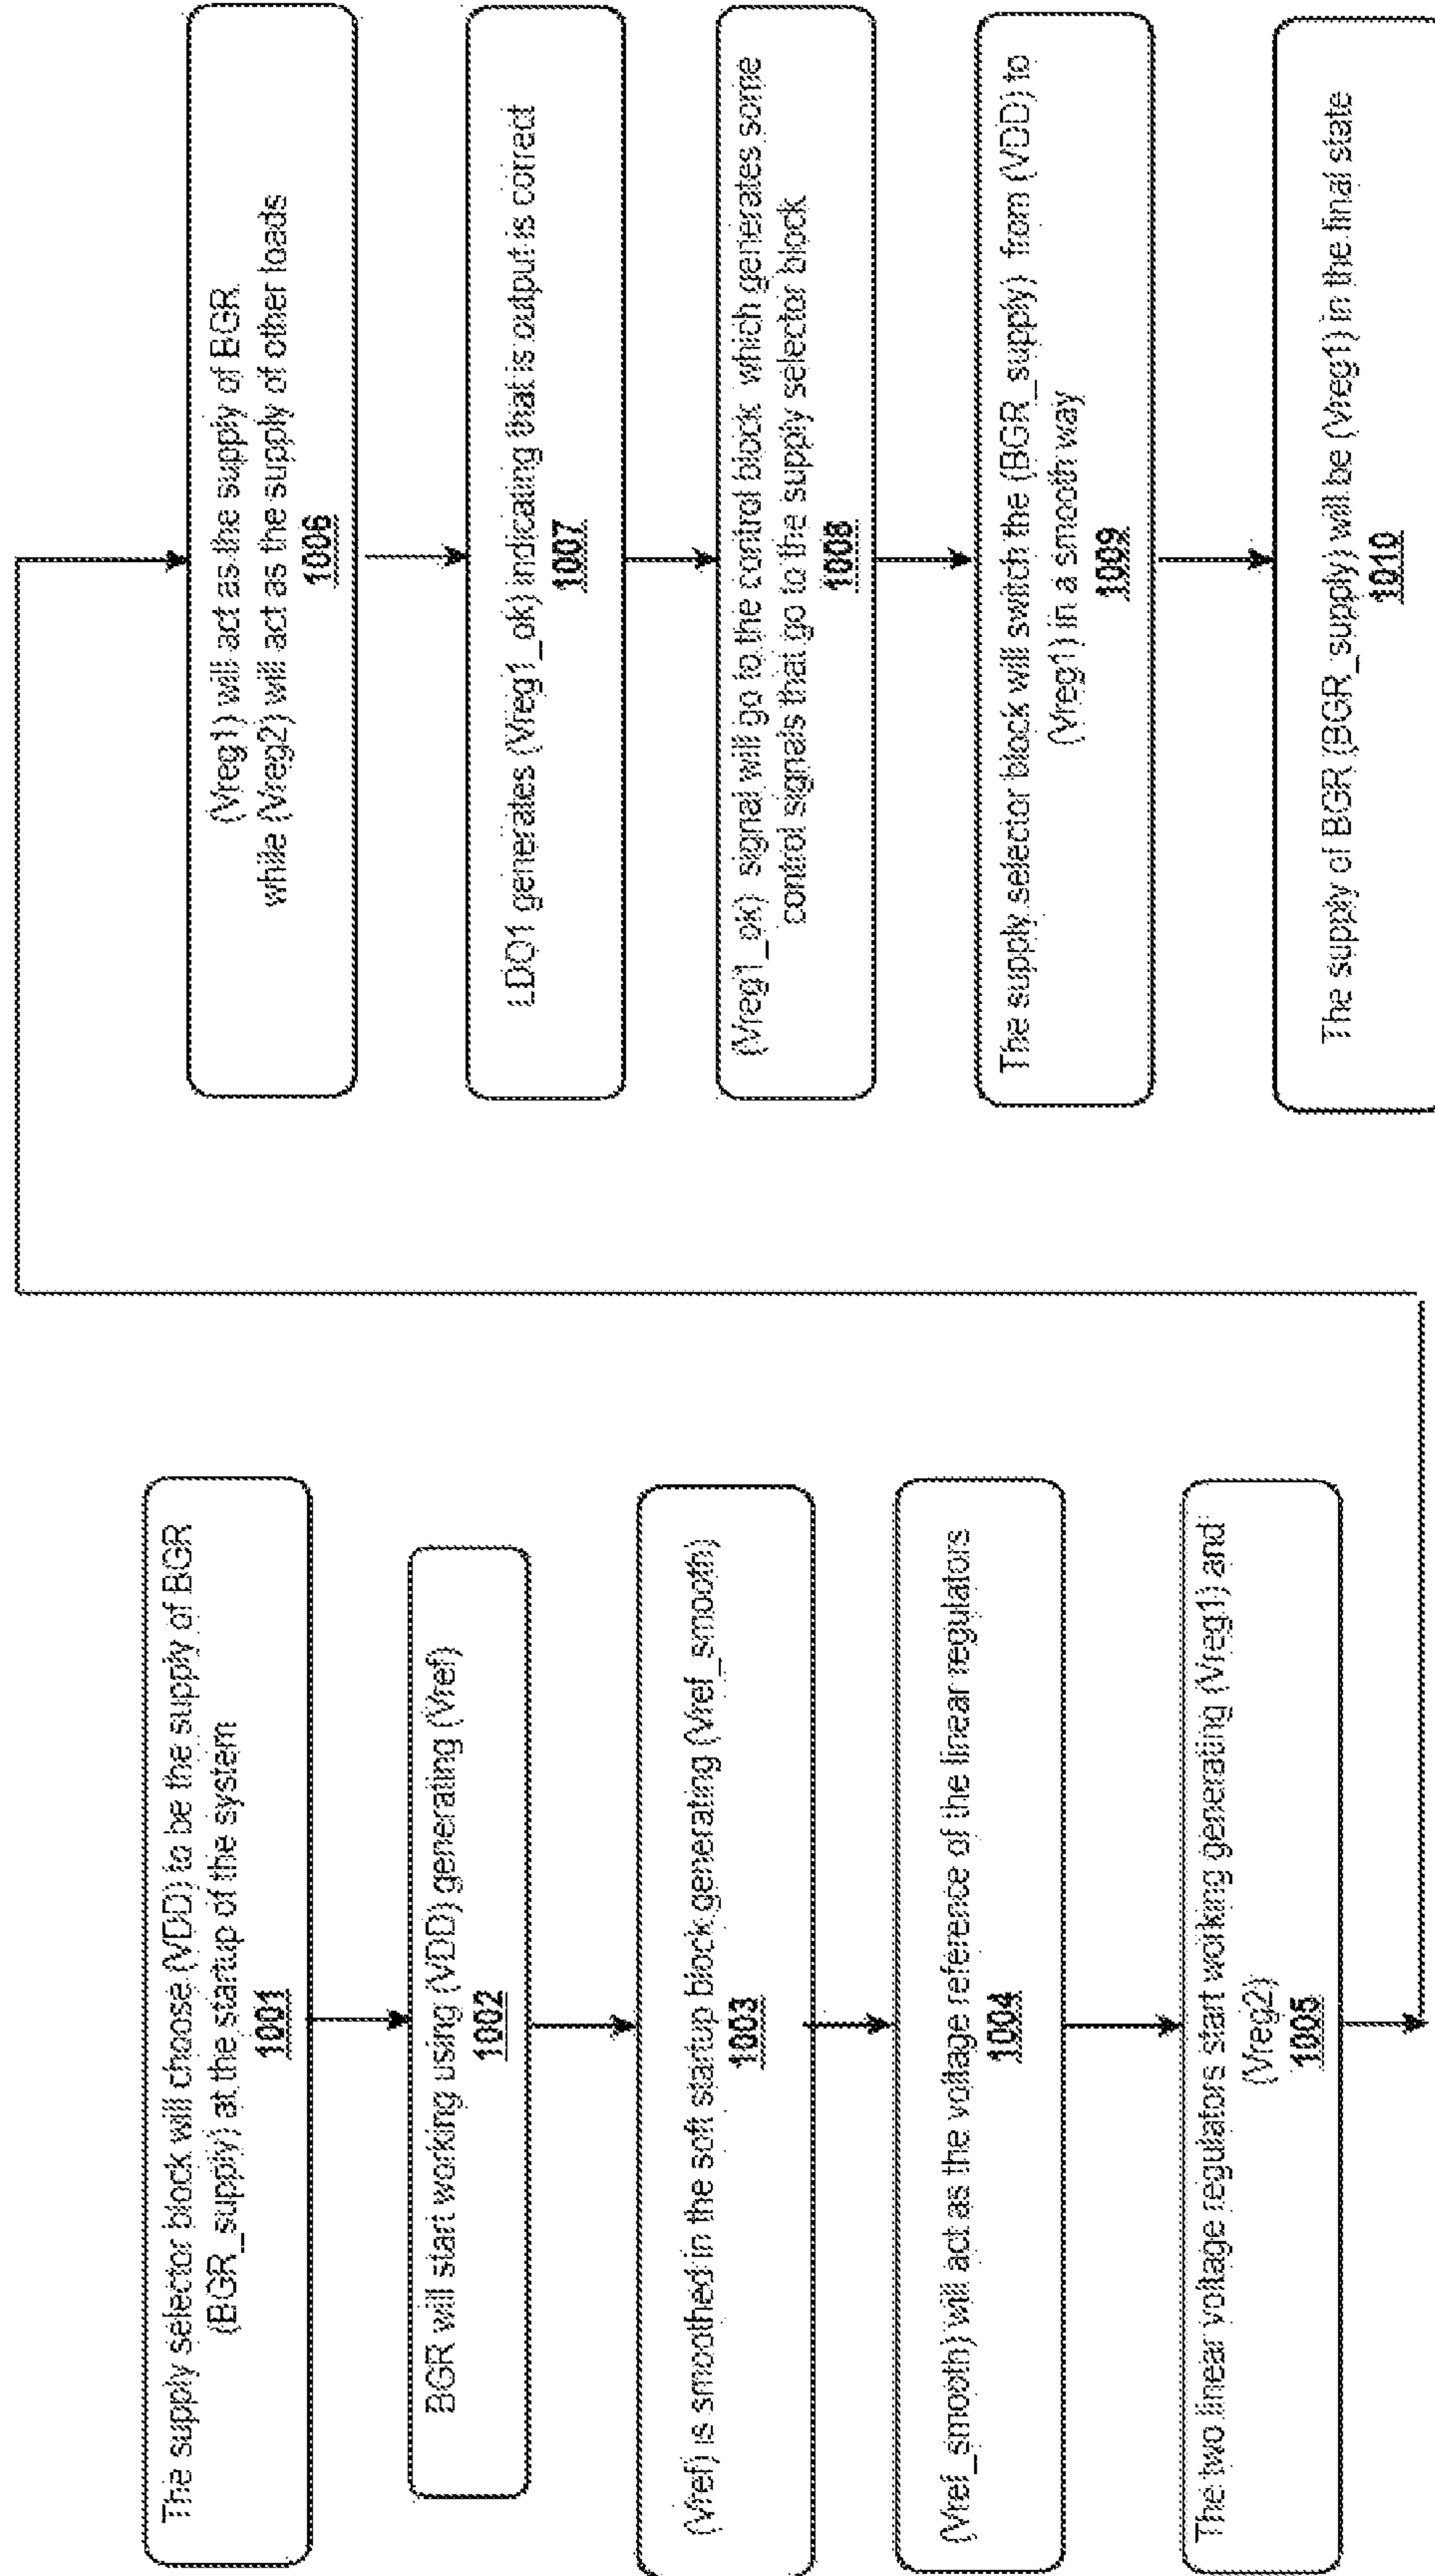 The supply selector block will choose (VDD) to be the supply of BGR
(BGR_supply) at the startup of the system
1001
BGR will start working using (VDD) generating (Vref)
1002
(Vref) is smoothed in the soft startup block generating (Vref_smooth)
1003
(Vref_smooth) will act as the voltage reference of the linear regulators
1004
The two linear voltage regulators start working generating (Vreg1) and
(Vreg2)
1005
(Vreg1) will act as the supply of BGR
while (Vreg2) will act as the supply of other loads
1006
LDO1 generates (Vreg1_ok) indicating that is output is correct
1007
(Vreg1_ok) signal will go to the control block which generates some
control signals that go to the supply selector block
1008
The supply selector block will switch the (BGR_supply) from (VDD) to
(Vreg1) in a smooth way
1009
The supply of BGR (BGR_supply) will be (Vreg1) in the final state
1010